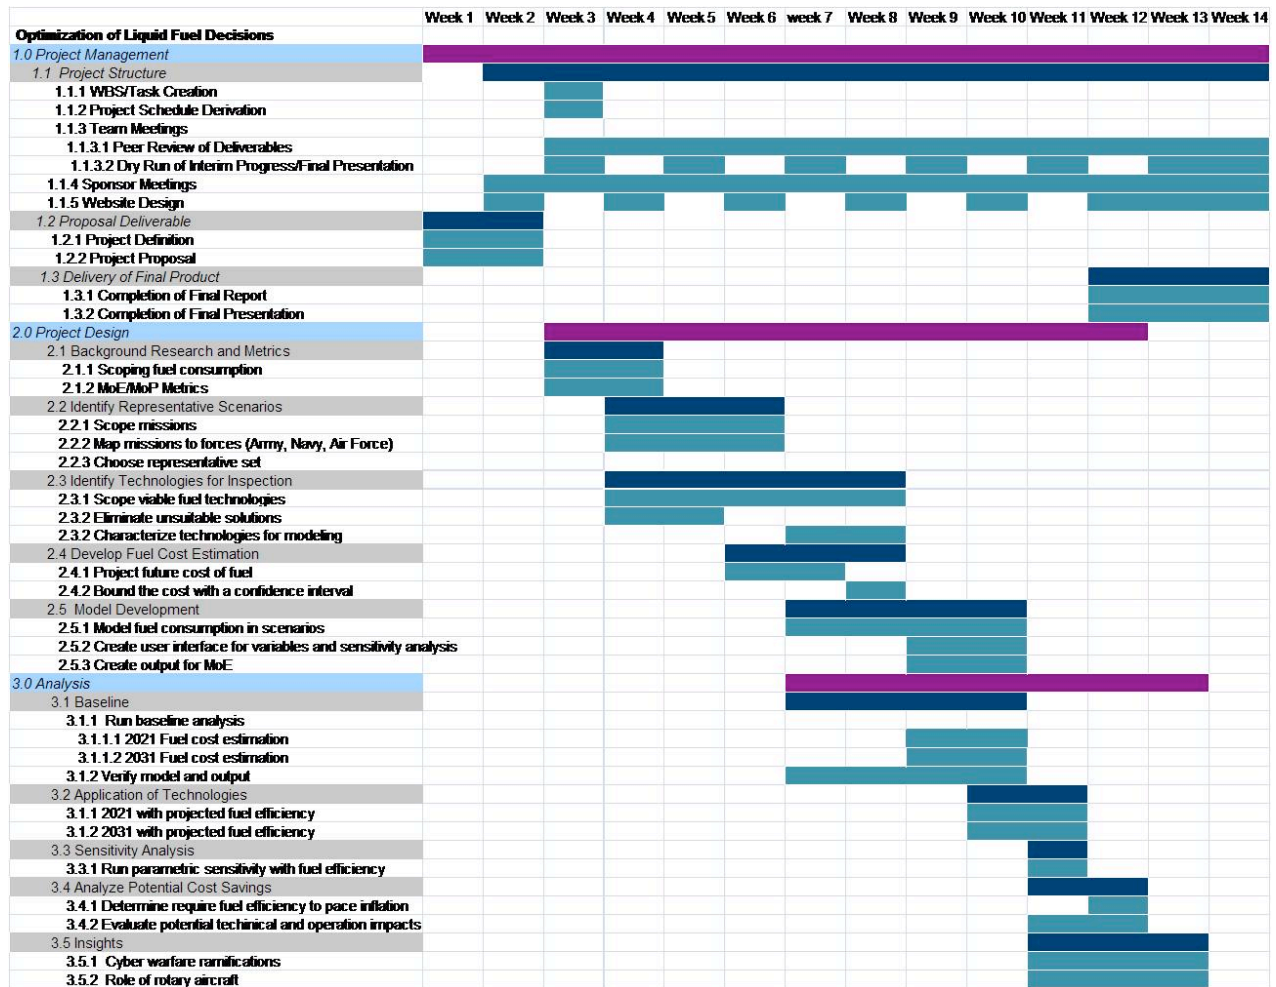 Week 1 Week 2 Week 3 Week 4 Week 5 Week 6 week 7 Week 8 Week 9 Week 10 Week 11 Week 12 Week 13 Week 14
Optimization of Liquid Fuel Decisions
1.0 Project Management
1.1 Project Structure
1.1.1 WBS/Task Creation
1.1.2 Project Schedule Derivation
1.1.3 Team Meetings
1.1.3.1 Peer Review of Deliverables
1.1.3.2 Dry Run of Interim Progress/Final Presentation
1.1.4 Sponsor Meetings
1.1.5 Website Design
1.2 Proposal Deliverable
1.2.1 Project Definition
1.2.2 Project Proposal
1.3 Delivery of Final Product
1.3.1 Completion of Final Report
1.3.2 Completion of Final Presentation
2.0 Project Design
2.1 Background Research and Metrics
2.1.1 Scoping fuel consumption
2.1.2 MoE/MoP Metrics
2.2 Identify Representative Scenarios
2.2.1 Scope missions
2.2.2 Map missions to forces (Army, Navy, Air Force)
2.2.3 Choose representative set
2.3 Identify Technologies for Inspection
2.3.1 Scope viable fuel technologies
2.3.2 Eliminate unsuitable solutions
2.3.2 Characterize technologies for modeling
2.4 Develop Fuel Cost Estimation
2.4.1 Project future cost of fuel
2.4.2 Bound the cost with a confidence interval
2.5 Model Development
2.5.1 Model fuel consumption in scenarios
2.5.2 Create user interface for variables and sensitivity analysis
2.5.3 Create output for MoE
3.0 Analysis
3.1 Baseline
3.1.1 Run baseline analysis
3.1.1.1 2021 Fuel cost estimation
3.1.1.2 2031 Fuel cost estimation
3.1.2 Verify model and output
3.2 Application of Technologies
3.1.1 2021 with projected fuel efficiency
3.1.2 2031 with projected fuel efficiency
3.3 Sensitivity Analysis
3.3.1 Run parametric sensitivity with fuel efficiency
3.4 Analyze Potential Cost Savings
3.4.1 Determine require fuel efficiency to pace inflation
3.4.2 Evaluate potential techinical and operation impacts
3.5 Insights
3.5.1 Cyber warfare ramifications
3.5.2 Role of rotary aircraft